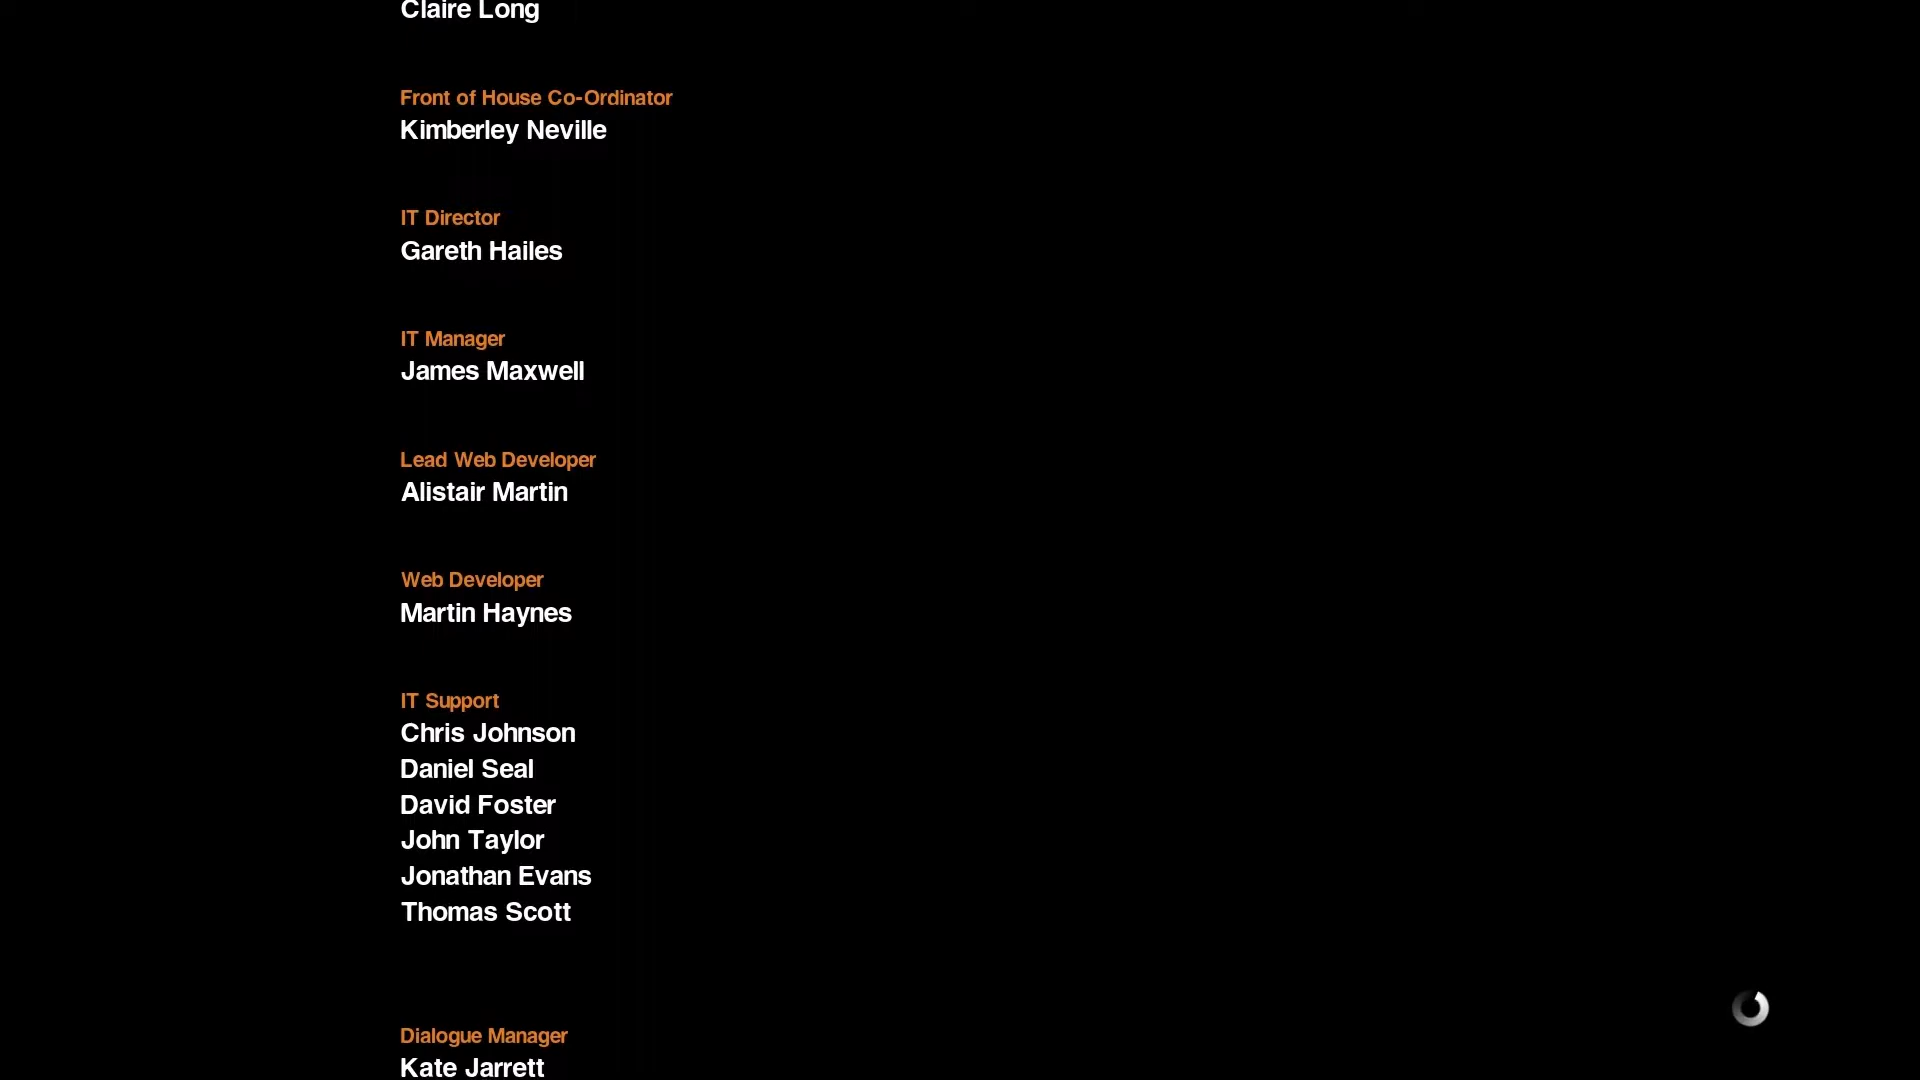 Claire Long
Front of House Co-Ordinator
Kimberley Neville
IT Director
Gareth Hailes
IT Manager
James Maxwell
Lead Web Developer
Alistair Martin
Web Developer
Martin Haynes
IT Support
Chris Johnson
Daniel Seal
David Foster
John Taylor
Jonathan Evans
Thomas Scott
Dialogue Manager
Kate Jarrett